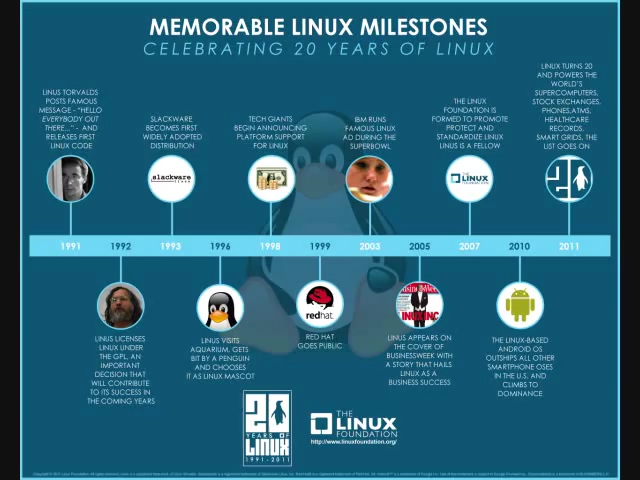 MEMORABLE LINUX MILESTONES
CELEBRATING 20 YEARS OF LINUX
LINUS TORVALDS
POSTS FAMOUS
MESSAGE - "HELLO
EVERYBODY OUT
THERE..." - AND
RELEASES FIRST
LINUX CODE
SLACKWARE
BECOMES FIRST
WIDELY ADOPTED
DISTRIBUTION
TECH GIANTS
BEGIN ANNOUNCING
PLATFORM SUPPORT
FOR LINUX
IBM RUNS
FAMOUS LINUX
AD DURING THE
SUPERBOWL
THE LINUX
FOUNDATION IS
FORMED TO PROMOTE
PROTECT AND
STANDARDIZE LINUX
LINUS IS A FELLOW
LINUX TURNS 20
AND POWERS THE
WORLD'S
SUPERCOMPUTERS,
STOCK EXCHANGES,
PHONES,ATMS,
HEALTHCARE
RECORDS,
SMART GRIDS, THE
LIST GOES ON
slackware
linux
THE
LINUX
FOUNDATION
20
1991 1992 1993 1996 1998 1999 2003 2005 2007 2010 2011
redhat.
LINUX INC
LINUS LICENSES
LINUX UNDER
THE GPL, AN
IMPORTANT
DECISION THAT
WILL CONTRIBUTE
TO ITS SUCCESS IN
THE COMING YEARS
LINUS VISITS
AQUARIUM, GETS
BIT BY A PENGUIN
AND CHOOSES
IT AS LINUX MASCOT
RED HAT
GOES PUBLIC
LINUS APPEARS ON
THE COVER OF
BUSINESSWEEK WITH
A STORY THAT HAILS
LINUX AS A
BUSINESS SUCCESS
THE LINUX-BASED
ANDROID OS
OUTSHIPS ALL OTHER
SMARTPHONE OSES
IN THE U.S. AND
CLIMBS TO
DOMINANCE
20
YEARS OF
LINUX
1991-2011
THE
LINUX
FOUNDATION
http://www.linuxfoundation.org/